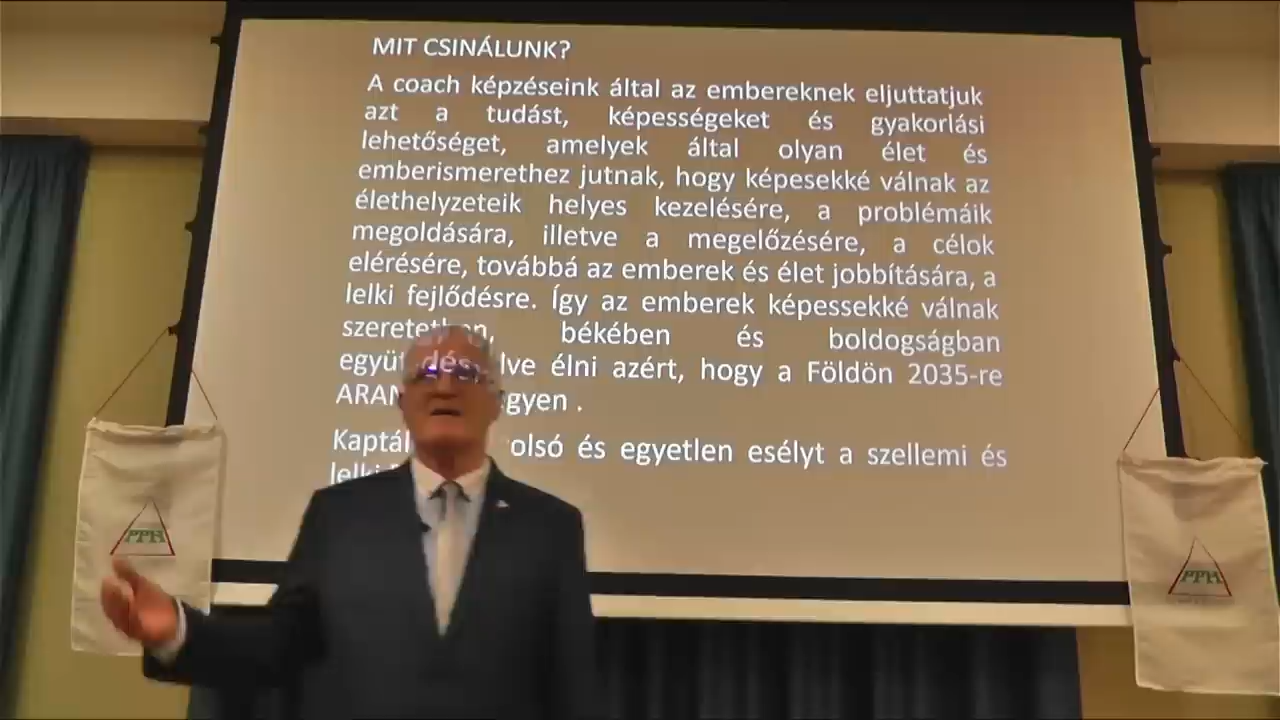 MIT CSINÁLUNK?
A coach képzéseink által az embereknek eljuttatjuk
azt a tudást, képességeket és gyakorlási
lehetőséget, amelyek által olyan élet és
emberismerethez jutnak, hogy képesekké válnak az
élethelyzeteik helyes kezelésére, a problémáik
megoldására, illetve a megelőzésére, a célok
elérésére, továbbá az emberek és élet jobbítására, a
lelki fejlődésre. Így az emberek képessekké válnak
békében és boldogságban
élni azért, hogy a Földön 2035-re
és egyetlen esélyt a szellemi és
PPH
PPH